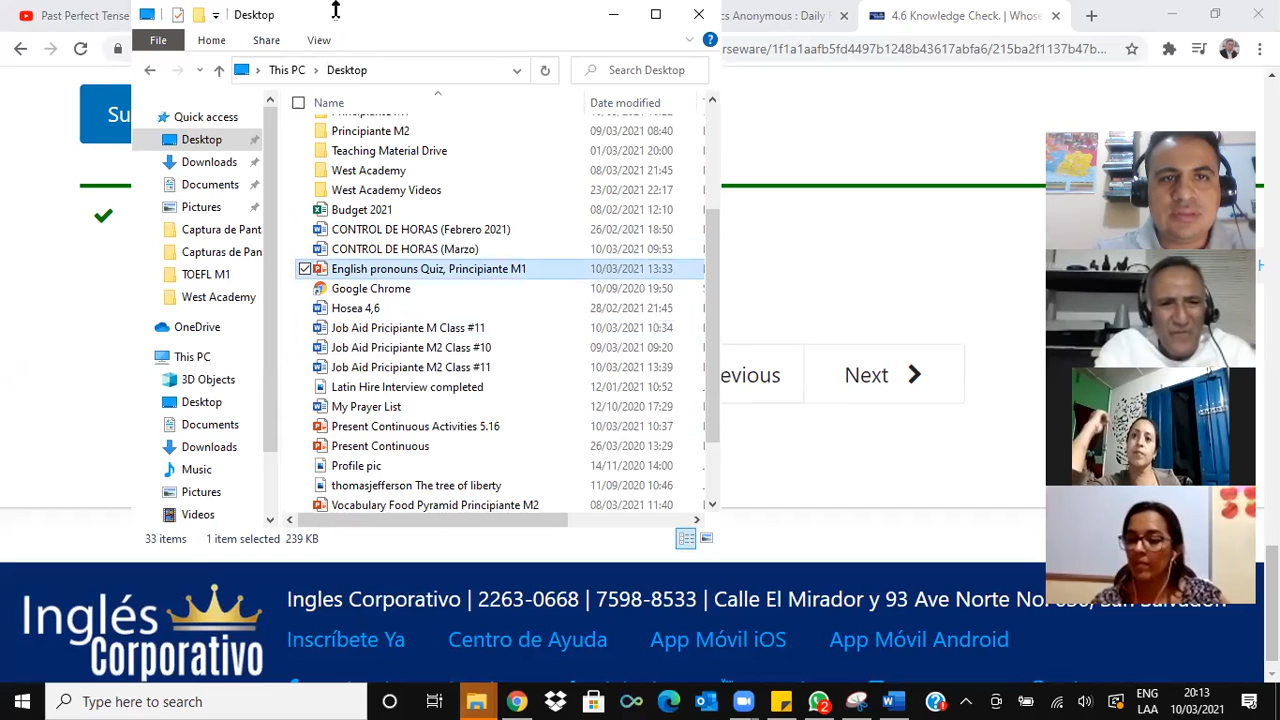 Past Perfect Tens
Desktop
cs Anonymous : Daily
4.6 Knowledge Check. | Whose
File
Home
Share
View
rseware/1f1a1aafb5fd4497b1248b43617abfa6/215ba2f1137b47b...
This PC
Desktop
Search Desktop
Su
Name
Date modified
Quick access
Desktop
Downloads
Documents
Pictures
Captura de Pant
Capturas de Pan
TOEFL M1
West Academy
OneDrive
This PC
3D Objects
Desktop
Documents
Downloads
Music
Pictures
Videos
Principiante M2 09/03/2021 08:40
Teaching Material Drive 01/03/2021 20:00
West Academy 08/03/2021 21:45
West Academy Videos 23/02/2021 22:17
Budget 2021 08/02/2021 12:10
CONTROL DE HORAS (Febrero 2021) 26/02/2021 18:50
CONTROL DE HORAS (Marzo) 10/03/2021 09:53
English pronouns Quiz, Principiante M1 10/03/2021 13:33
Google Chrome 10/09/2020 19:50
Hosea 4,6 28/02/2021 21:45
Job Aid Pricipiante M Class #11 10/03/2021 10:34
Job Aid Pricipiante M2 Class #10 09/03/2021 09:20
Job Aid Pricipiante M2 Class #11 10/03/2021 13:39
Latin Hire Interview completed 12/01/2021 10:52
My Prayer List 12/10/2020 17:29
Present Continuous Activities 5.16 10/03/2021 10:37
Present Continuous 26/03/2020 13:29
Profile pic 14/11/2020 14:00
thomasjefferson The tree of liberty 11/09/2020 10:46
Vocabulary Food Pyramid Principiante M2 08/03/2021 11:40
33 items 1 item selected 239 KB
evious
Next
Inglés
Corporativo
Ingles Corporativo | 2263-0668 | 7598-8533 | Calle El Mirador y 93 Ave Norte No. San Salvador
Inscríbete Ya Centro de Ayuda App Móvil iOS App Móvil Android
Type here to search
2
ENG
LAA
20:13
10/03/2021